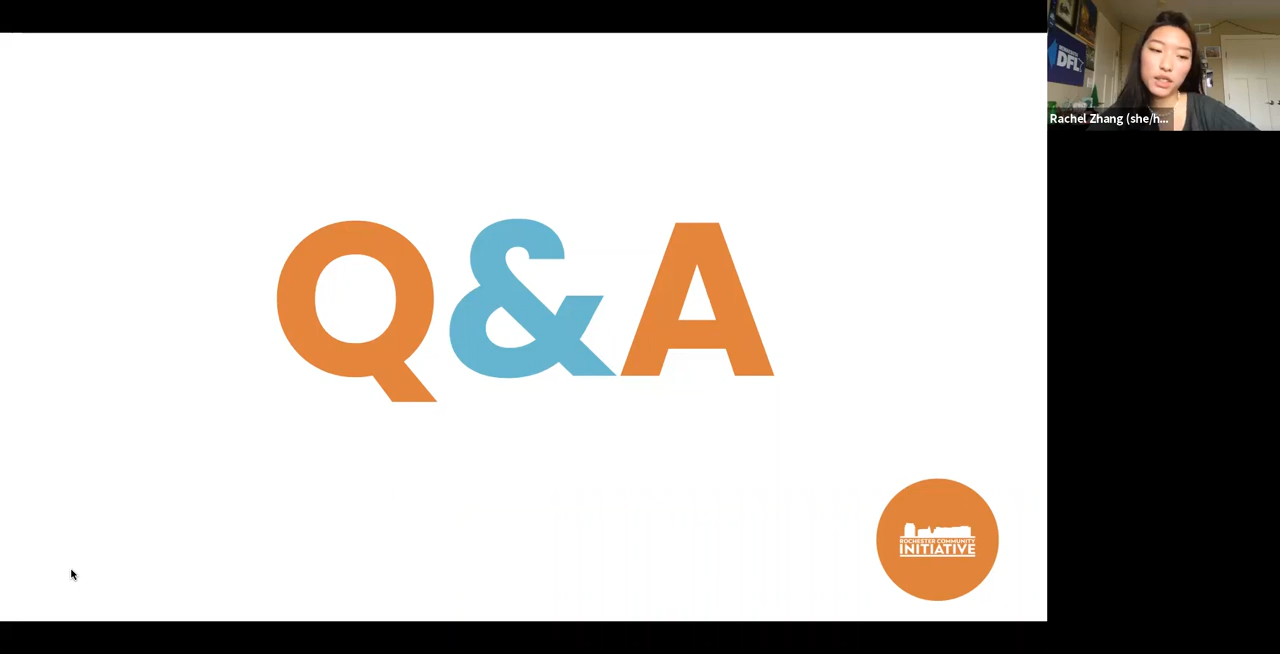 Q&A
ROCHESTER COMMUNITY
INITIATIVE
DFL
Rachel Zhang (she/h...